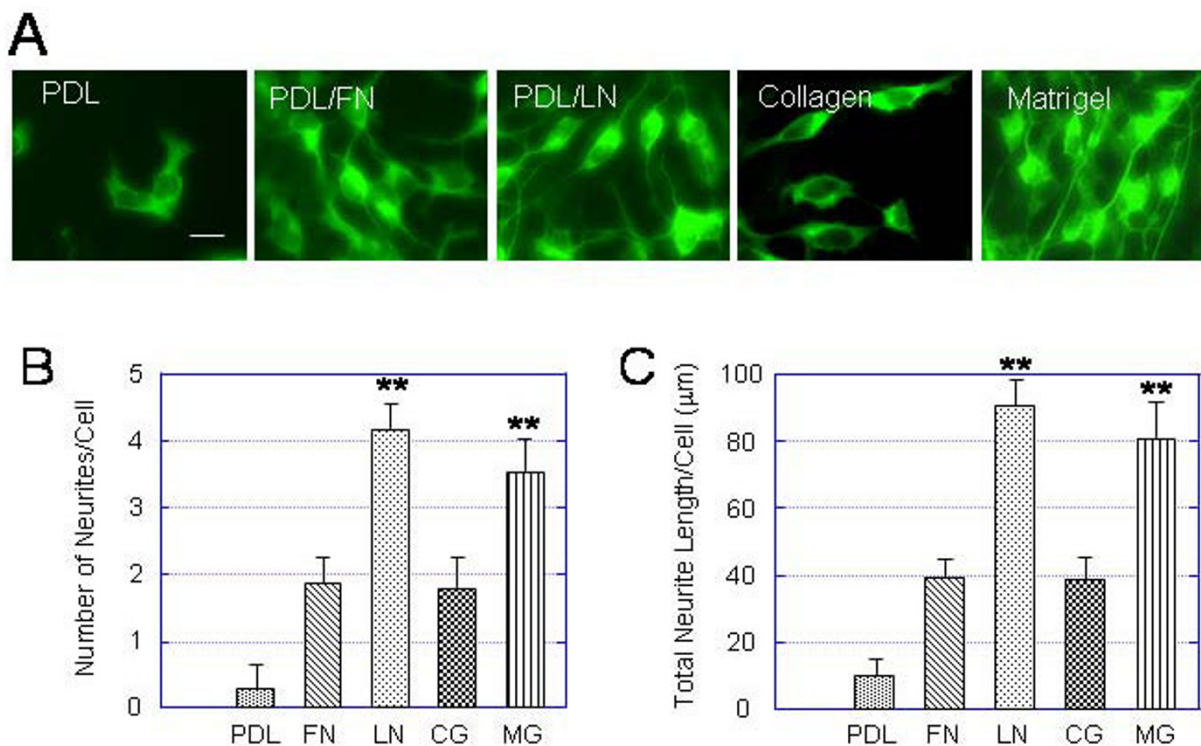 A
PDL
PDL/FN
PDL/LN
Collagen
Matrigel
B
Number of Neurites/Cell
5
4
3
2
1
0
**
**
PDL
FN
LN
CG
MG
C
Total Neurite Length/Cell (μm)
100
80
60
40
20
0
**
**
PDL
FN
LN
CG
MG